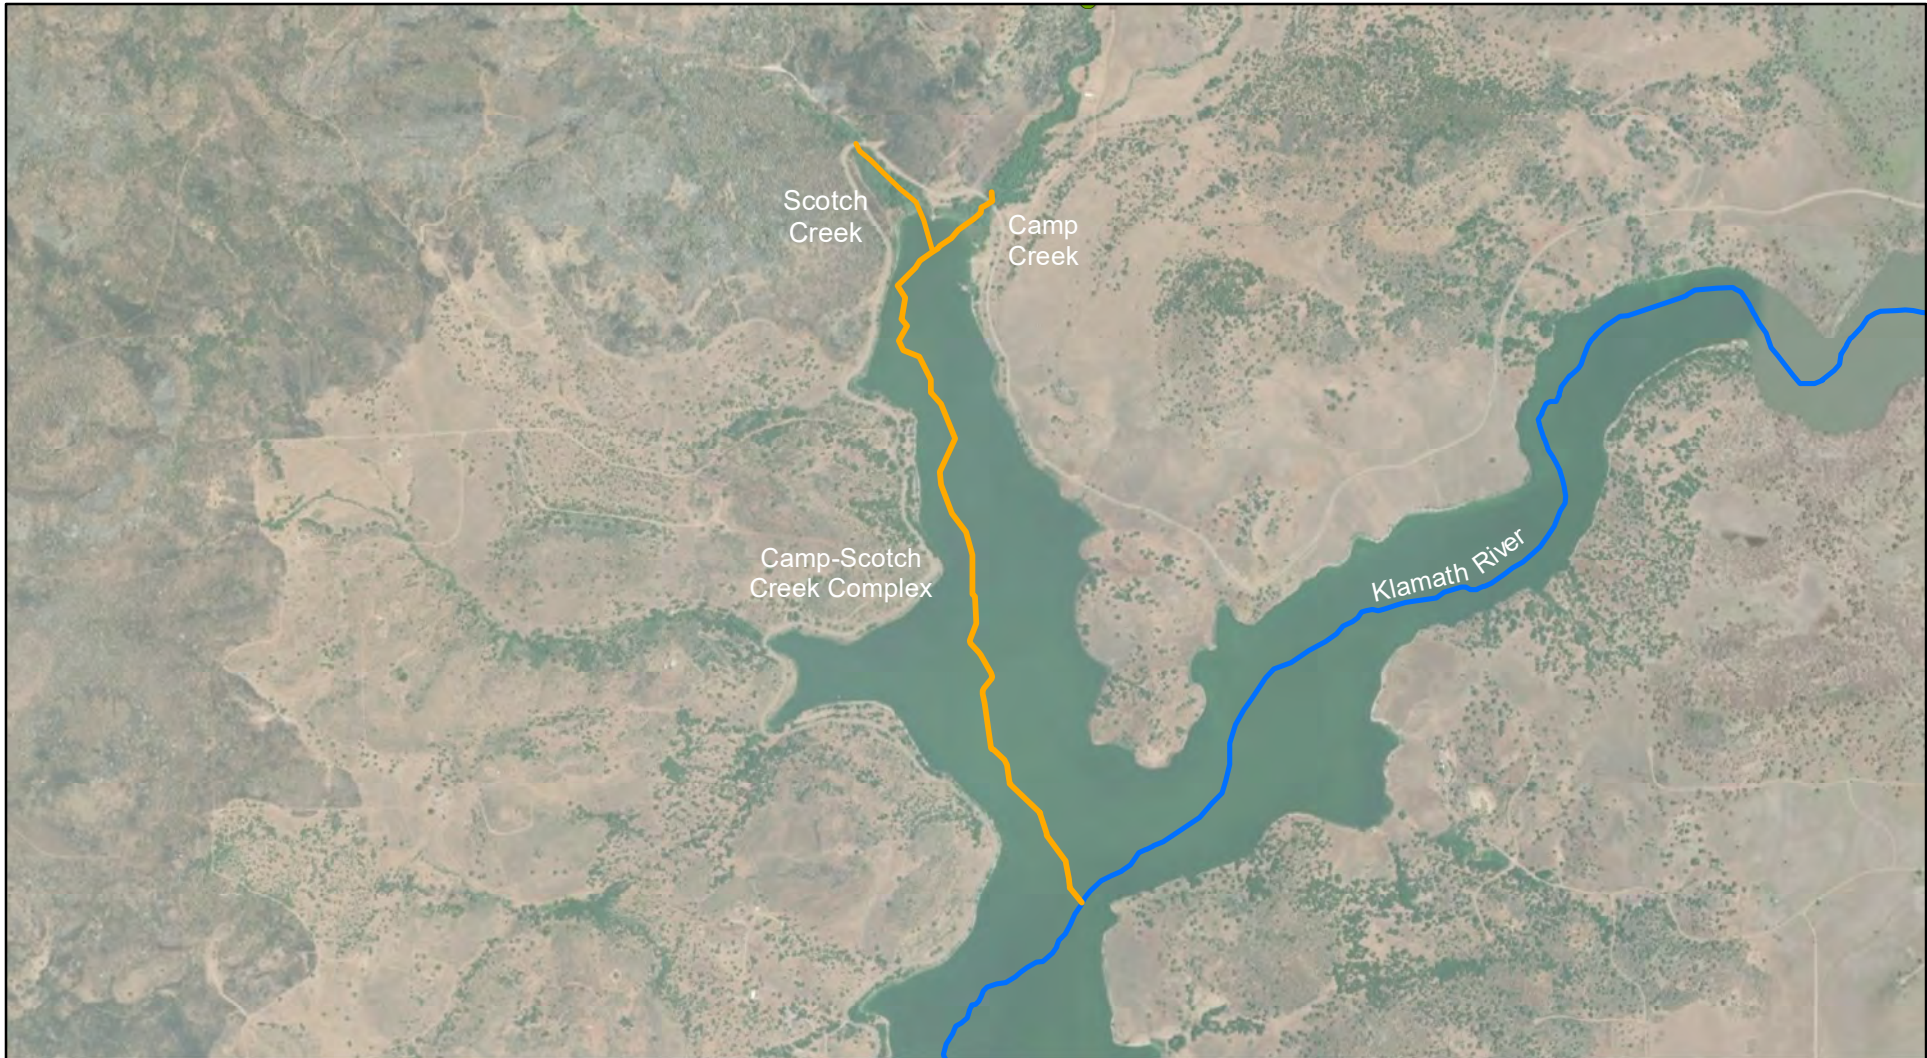 Scotch
Creek
Camp
Creek
Camp-Scotch
Creek Complex
Klamath River